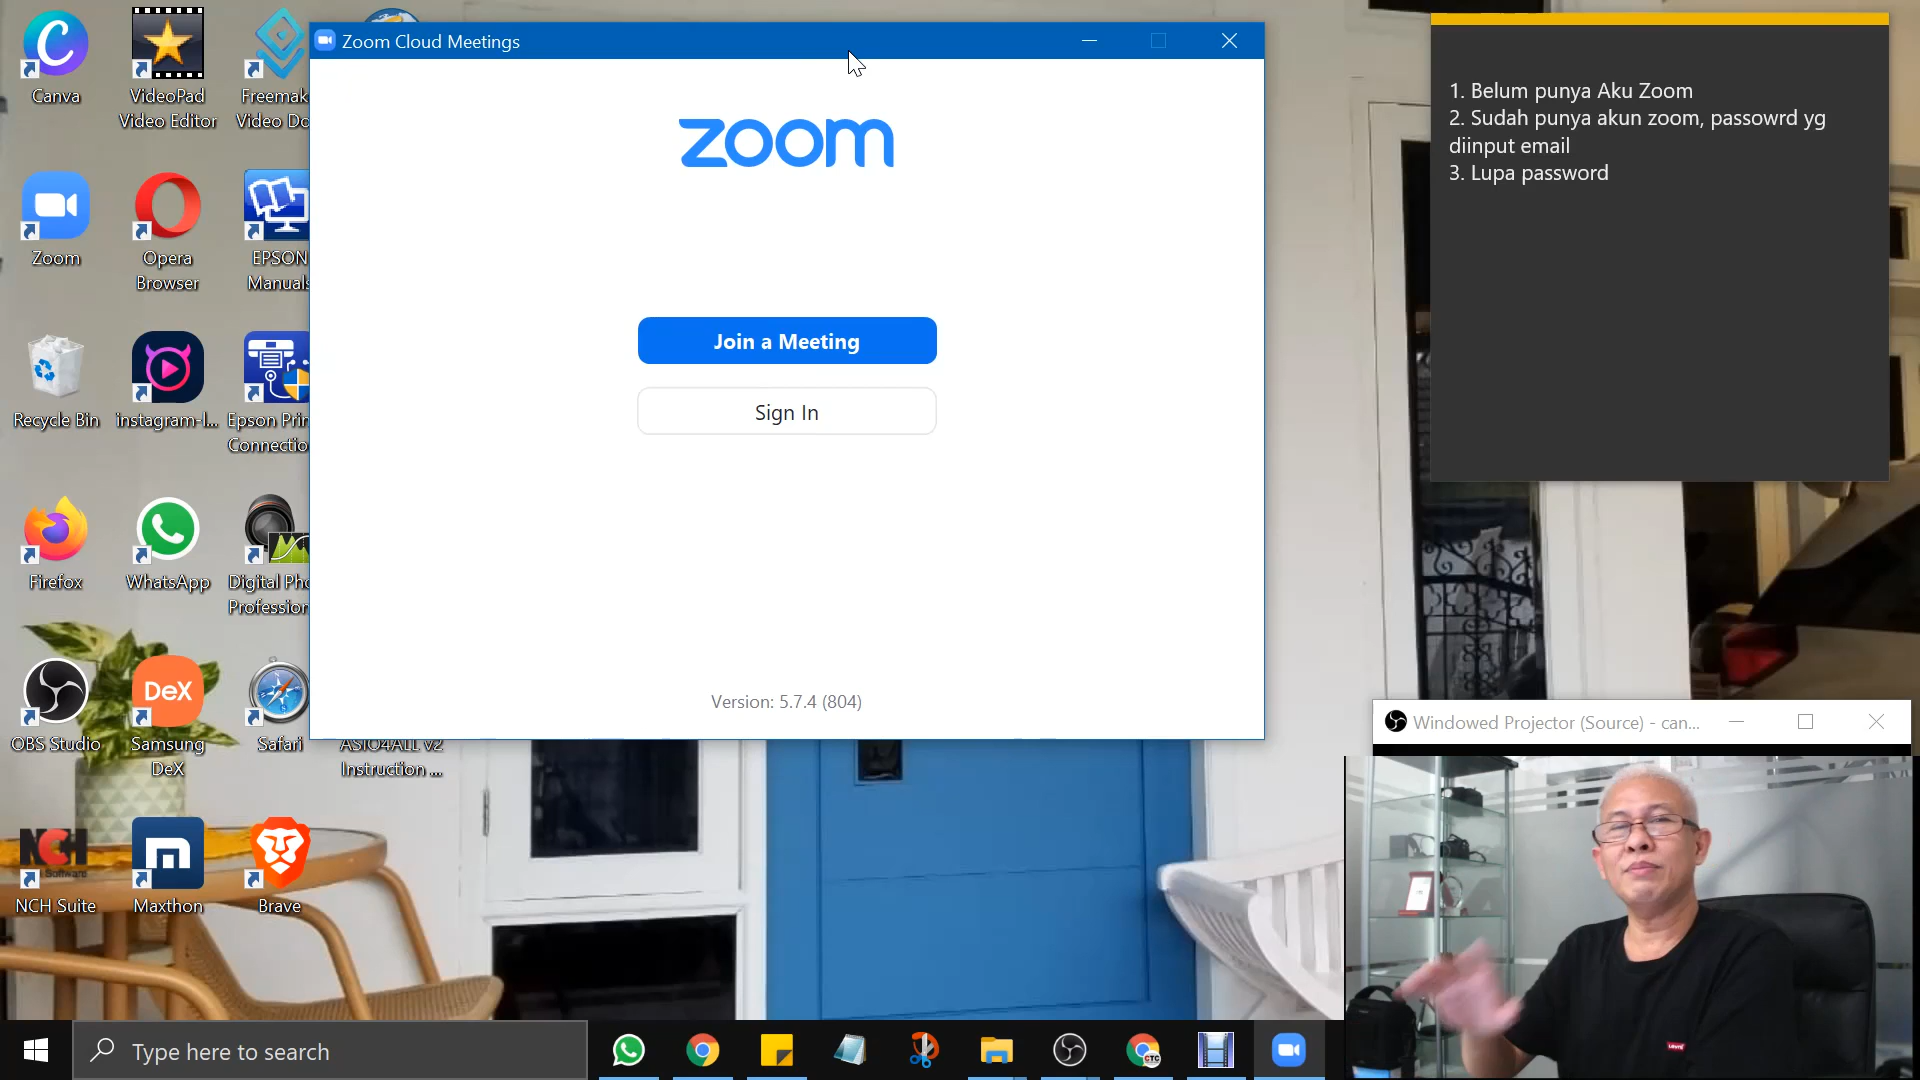 Canva
VideoPad
Video Editor
Freemak
Video Do
Zoom
Opera
Browser
EPSON
Manuals
Recycle Bin
instagram-l...
Epson Prin
Connectio
Firefox
WhatsApp
Digital Pho
Profession
OBS Studio
DeX
Samsung
DeX
Safari
ASIO4ALL v2
Instruction ...
NCH
Software
NCH Suite
Maxthon
Brave
Zoom Cloud Meetings
zoom
Join a Meeting
Sign In
Version: 5.7.4 (804)
1. Belum punya Aku Zoom
2. Sudah punya akun zoom, passowrd yg
diinput email
3. Lupa password
Windowed Projector (Source) - can...
Levi's
Type here to search
CTC